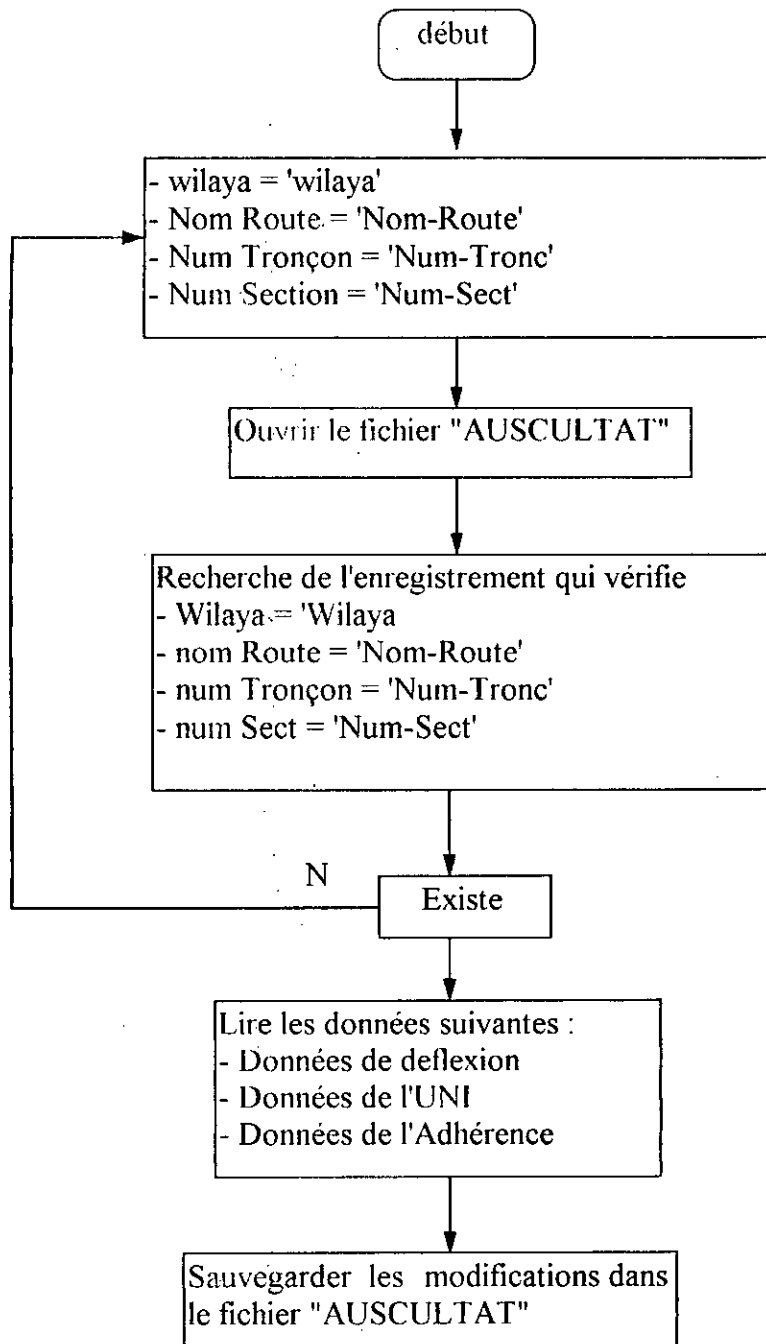 début
- wilaya = 'wilaya'
- Nom Route = 'Nom-Route'
- Num Tronçon = 'Num-Tronc'
- Num Section = 'Num-Sect'
Ouvrir le fichier "AUSCULTAT"
Recherche de l'enregistrement qui vérifie
- Wilaya = 'Wilaya
- nom Route = 'Nom-Route'
- num Tronçon = 'Num-Tronc'
- num Sect = 'Num-Sect'
N
Existe
Lire les données suivantes :
- Données de deflexion
- Données de l'UNI
- Données de l'Adhérence
Sauvegarder les modifications dans
le fichier "AUSCULTAT"